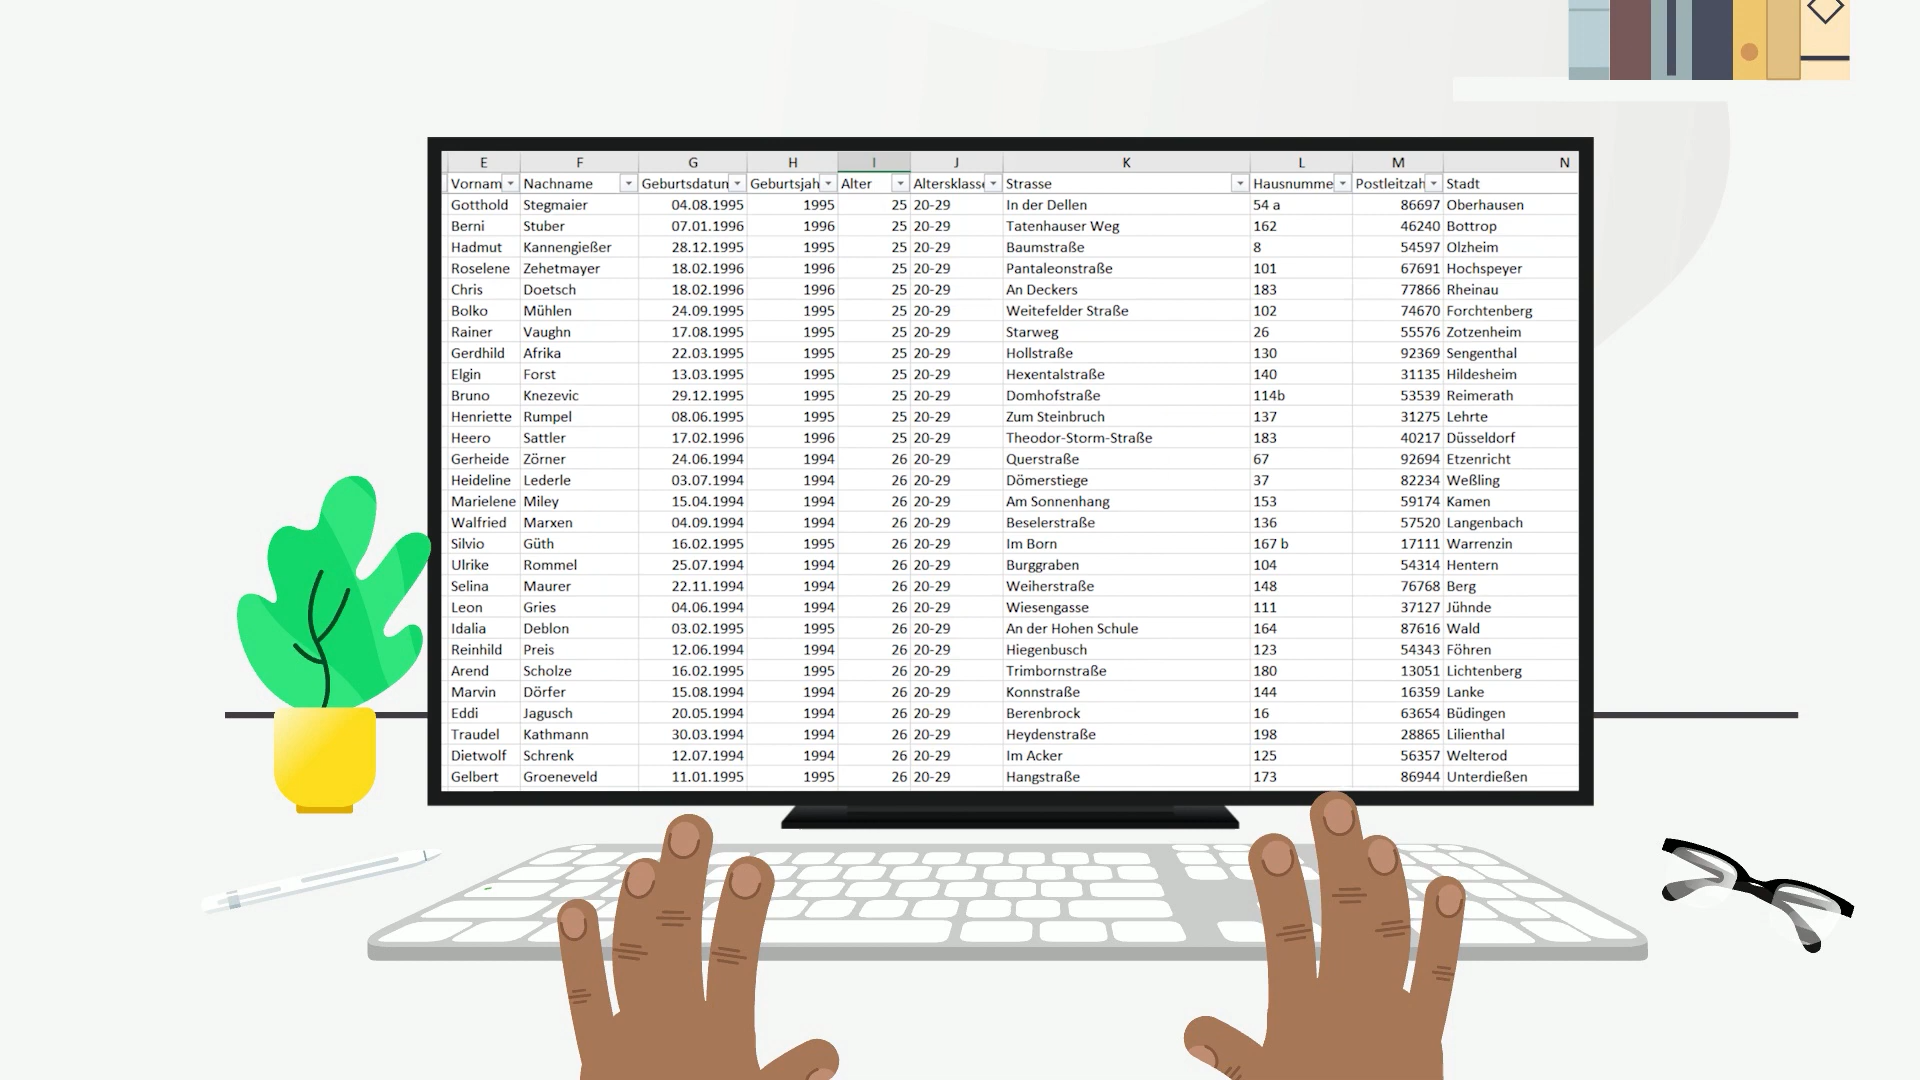 E F G H I J K L M N
Vornam Nachname Geburtsdatun Geburtsjah Alter Altersklass Strasse Hausnumme Postleitzah Stadt
Gotthold Stegmaier 04.08.1995 1995 25 20-29 In der Dellen 54 a 86697 Oberhausen
Berni Stuber 07.01.1996 1996 25 20-29 Tatenhauser Weg 162 46240 Bottrop
Hadmut Kannengießer 28.12.1995 1995 25 20-29 Baumstraße 8 54597 Olzheim
Roselene Zehetmayer 18.02.1996 1996 25 20-29 Pantaleonstraße 101 67691 Hochspeyer
Chris Doetsch 18.02.1996 1996 25 20-29 An Deckers 183 77866 Rheinau
Bolko Mühlen 24.09.1995 1995 25 20-29 Weitefelder Straße 102 74670 Forchtenberg
Rainer Vaughn 17.08.1995 1995 25 20-29 Starweg 26 55576 Zotzenheim
Gerdhild Afrika 22.03.1995 1995 25 20-29 Hollstraße 130 92369 Sengenthal
Elgin Forst 13.03.1995 1995 25 20-29 Hexentalstraße 140 31135 Hildesheim
Bruno Knezevic 29.12.1995 1995 25 20-29 Domhofstraße 114b 53539 Reimerath
Henriette Rumpel 08.06.1995 1995 25 20-29 Zum Steinbruch 137 31275 Lehrte
Heero Sattler 17.02.1996 1996 25 20-29 Theodor-Storm-Straße 183 40217 Düsseldorf
Gerheide Zörner 24.06.1994 1994 26 20-29 Querstraße 67 92694 Etzenricht
Heideline Lederle 03.07.1994 1994 26 20-29 Dömerstiege 37 82234 Weßling
Marielene Miley 15.04.1994 1994 26 20-29 Am Sonnenhang 153 59174 Kamen
Walfried Marxen 04.09.1994 1994 26 20-29 Beselerstraße 136 57520 Langenbach
Silvio Güth 16.02.1995 1995 26 20-29 Im Born 167 b 17111 Warrenzin
Ulrike Rommel 25.07.1994 1994 26 20-29 Burggraben 104 54314 Hentern
Selina Maurer 22.11.1994 1994 26 20-29 Weiherstraße 148 76768 Berg
Leon Gries 04.06.1994 1994 26 20-29 Wiesengasse 111 37127 Jühnde
Idalia Deblon 03.02.1995 1995 26 20-29 An der Hohen Schule 164 87616 Wald
Reinhild Preis 12.06.1994 1994 26 20-29 Hiegenbusch 123 54343 Föhren
Arend Scholze 16.02.1995 1995 26 20-29 Trimbornstraße 180 13051 Lichtenberg
Marvin Dörfer 15.08.1994 1994 26 20-29 Konnstraße 144 16359 Lanke
Eddi Jagusch 20.05.1994 1994 26 20-29 Berenbrock 16 63654 Büdingen
Traudel Kathmann 30.03.1994 1994 26 20-29 Heydenstraße 198 28865 Lilienthal
Dietwolf Schrenk 12.07.1994 1994 26 20-29 Im Acker 125 56357 Welterod
Gelbert Groeneveld 11.01.1995 1995 26 20-29 Hangstraße 173 86944 Unterdießen